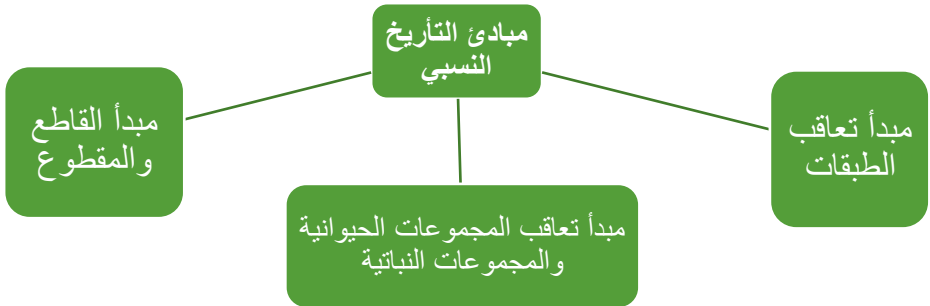 مبادئ التأريخ
النسبي
مبدأ تعاقب
الطبقات
مبدأ تعاقب المجموعات الحيوانية
والمجموعات النباتية
مبدأ القاطع
والمقطوع